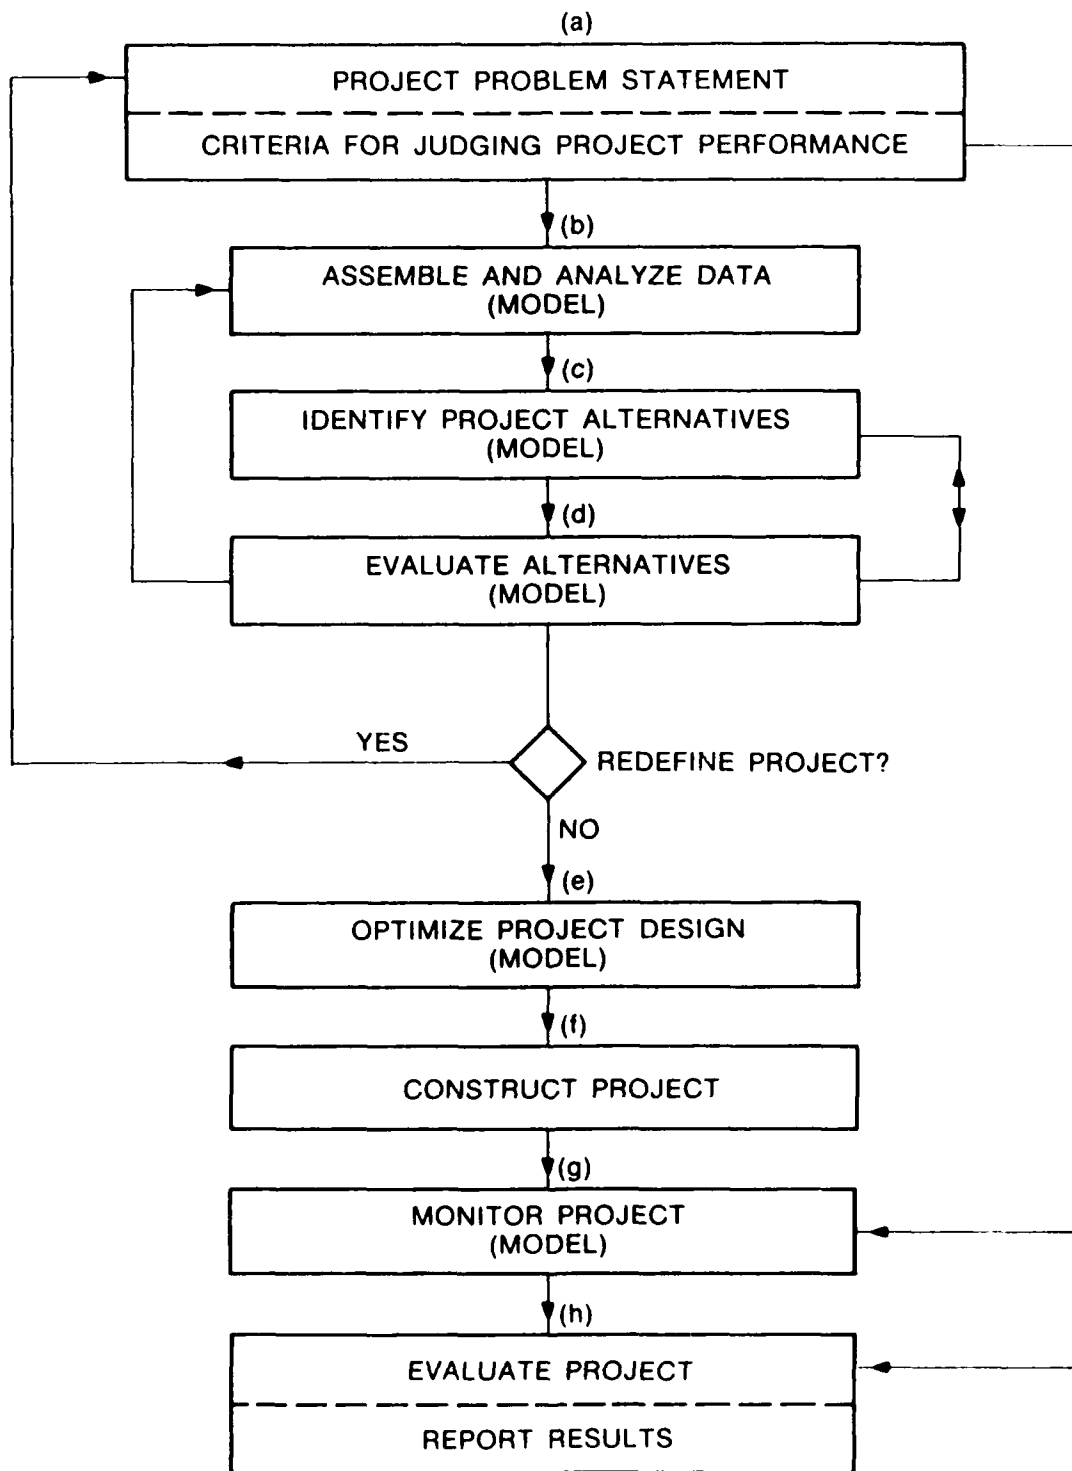 (a)
PROJECT PROBLEM STATEMENT
CRITERIA FOR JUDGING PROJECT PERFORMANCE
(b)
ASSEMBLE AND ANALYZE DATA
(MODEL)
(c)
IDENTIFY PROJECT ALTERNATIVES
(MODEL)
(d)
EVALUATE ALTERNATIVES
(MODEL)
YES
REDEFINE PROJECT?
NO
(e)
OPTIMIZE PROJECT DESIGN
(MODEL)
(f)
CONSTRUCT PROJECT
(g)
MONITOR PROJECT
(MODEL)
(h)
EVALUATE PROJECT
REPORT RESULTS